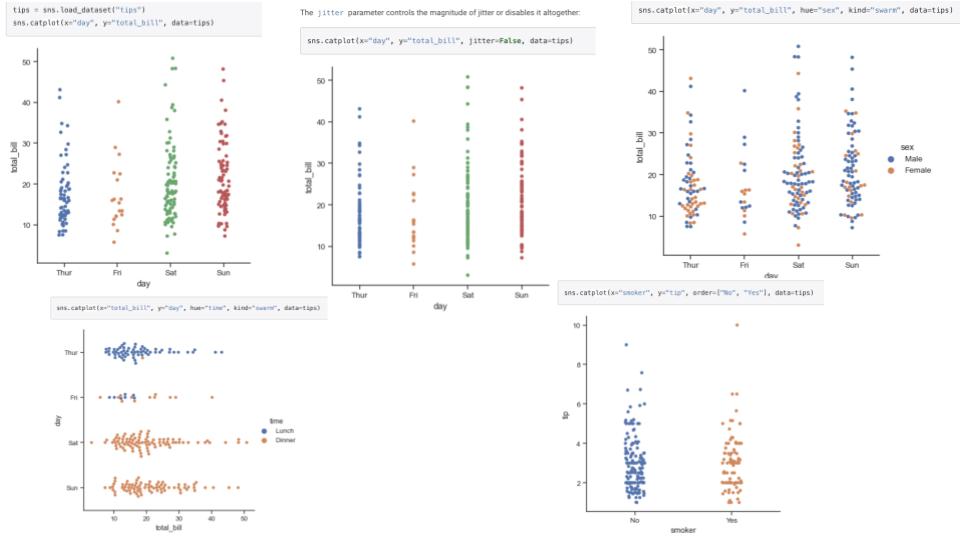 tips = sns.load_dataset("tips")
sns.catplot(x="day", y="total_bill", data=tips)
50
40
30
20
10
total_bill
Thur Fri Sat Sun
day
The jitter parameter controls the magnitude of jitter or disables it altogether:
sns.catplot(x="day", y="total_bill", jitter=False, data=tips)
50
40
30
20
10
total_bill
Thur Fri Sat Sun
day
sns.catplot(x="day", y="total_bill", hue="sex", kind="swarm", data=tips)
50
40
30
20
10
total_bill
sex
Male
Female
Thur Fri Sat Sun
day
sns.catplot(x="total_bill", y="day", hue="time", kind="swarm", data=tips)
Thur
Fri
Sat
Sun
day
time
Lunch
Dinner
10 20 30 40 50
total_bill
sns.catplot(x="smoker", y="tip", order=["No", "Yes"], data=tips)
10
8
6
4
2
tip
No Yes
smoker